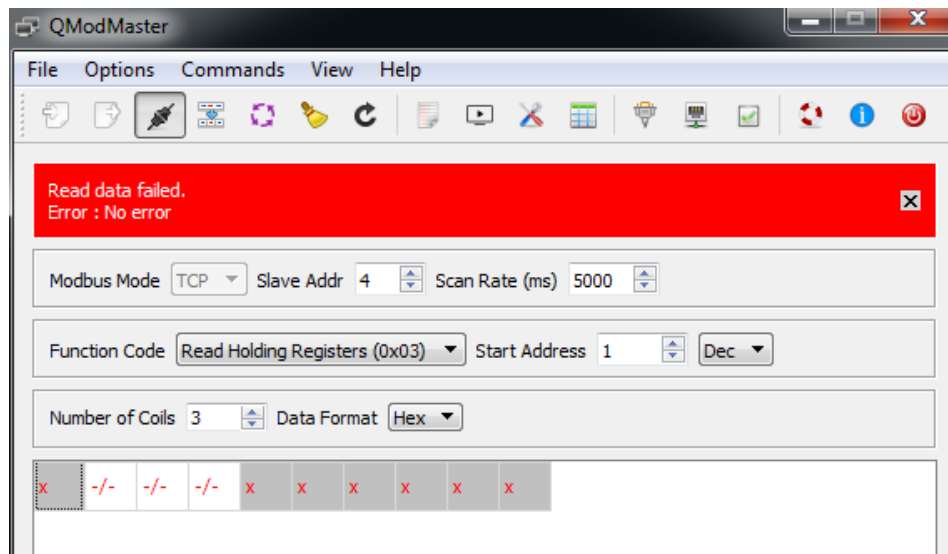 QModMaster
File Options Commands View Help
Read data failed.
Error : No error
Modbus Mode TCP Slave Addr 4 Scan Rate (ms) 5000
Function Code Read Holding Registers (0x03) Start Address 1 Dec
Number of Coils 3 Data Format Hex
x -/- -/- -/- x x x x x x